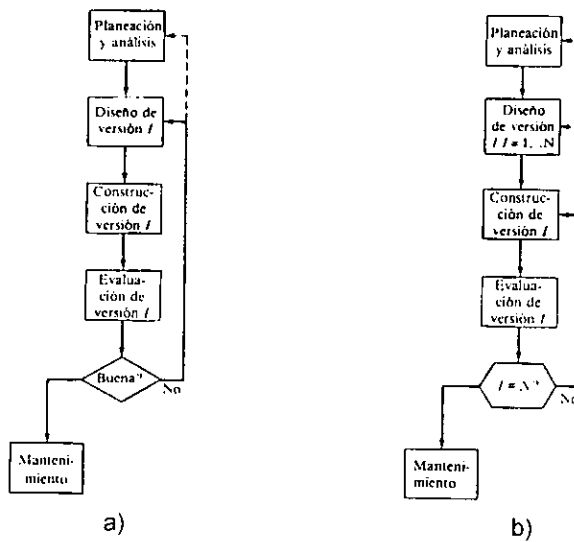 Planeación
y análisis
Diseño de
versión I
Construc-
ción de
versión I
Evalua-
ción de
versión I
Buena?
No
Manteni-
miento
a)
Planeación
y análisis
Diseño
de versión
I I = 1, .N
Construc-
ción de
versión I
Evalua-
ción de
versión I
I = N?
No
Manteni-
miento
b)